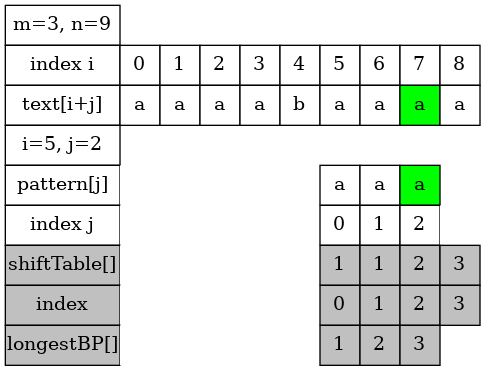 m=3, n=9
index i 0 1 2 3 4 5 6 7 8
text[i+j] a a a a b a a a a
i=5, j=2
pattern[j] a a a
index j 0 1 2
shiftTable[] 1 1 2 3
index 0 1 2 3
longestBP[] 1 2 3